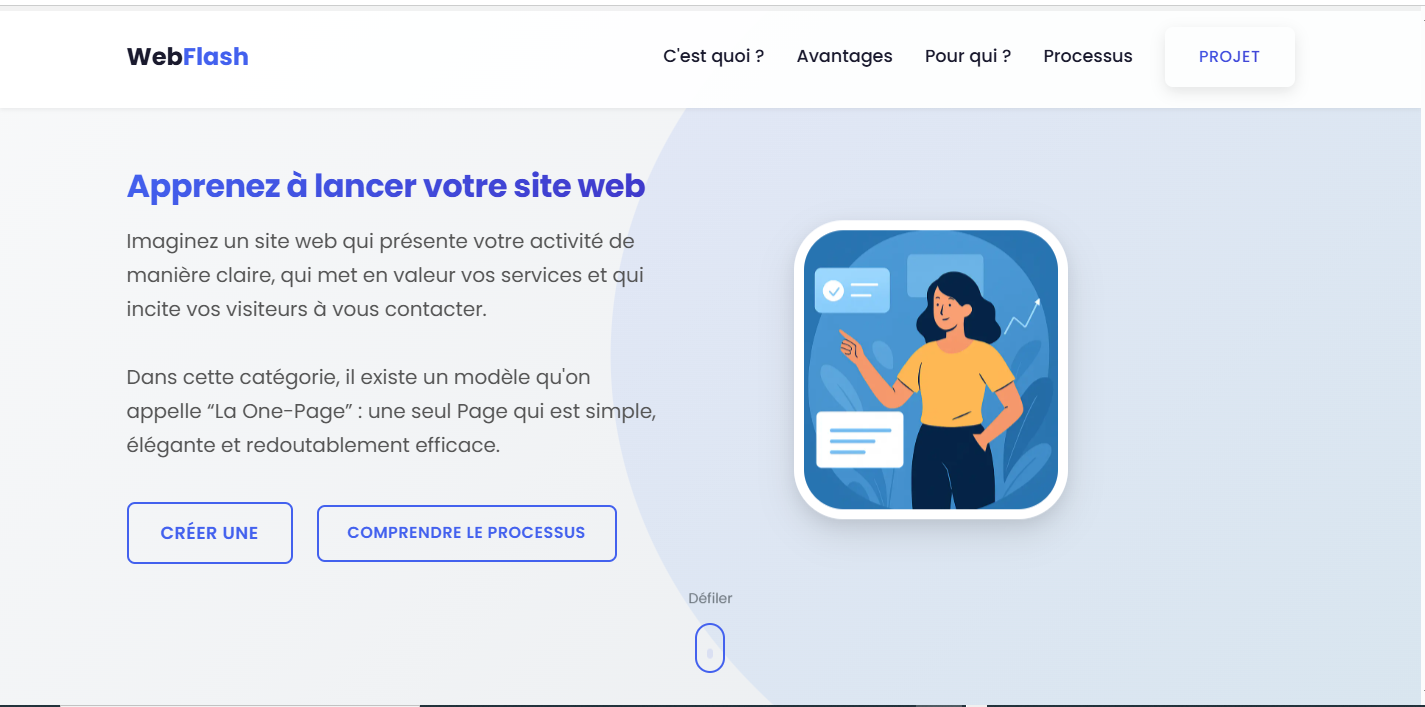 WebFlash
C'est quoi ?
Avantages
Pour qui ?
Processus
PROJET
Apprenez à lancer votre site web
Imaginez un site web qui présente votre activité de
manière claire, qui met en valeur vos services et qui
incite vos visiteurs à vous contacter.
Dans cette catégorie, il existe un modèle qu'on
appelle “La One-Page” : une seul Page qui est simple,
élégante et redoutablement efficace.
CRÉER UNE
COMPRENDRE LE PROCESSUS
Défiler